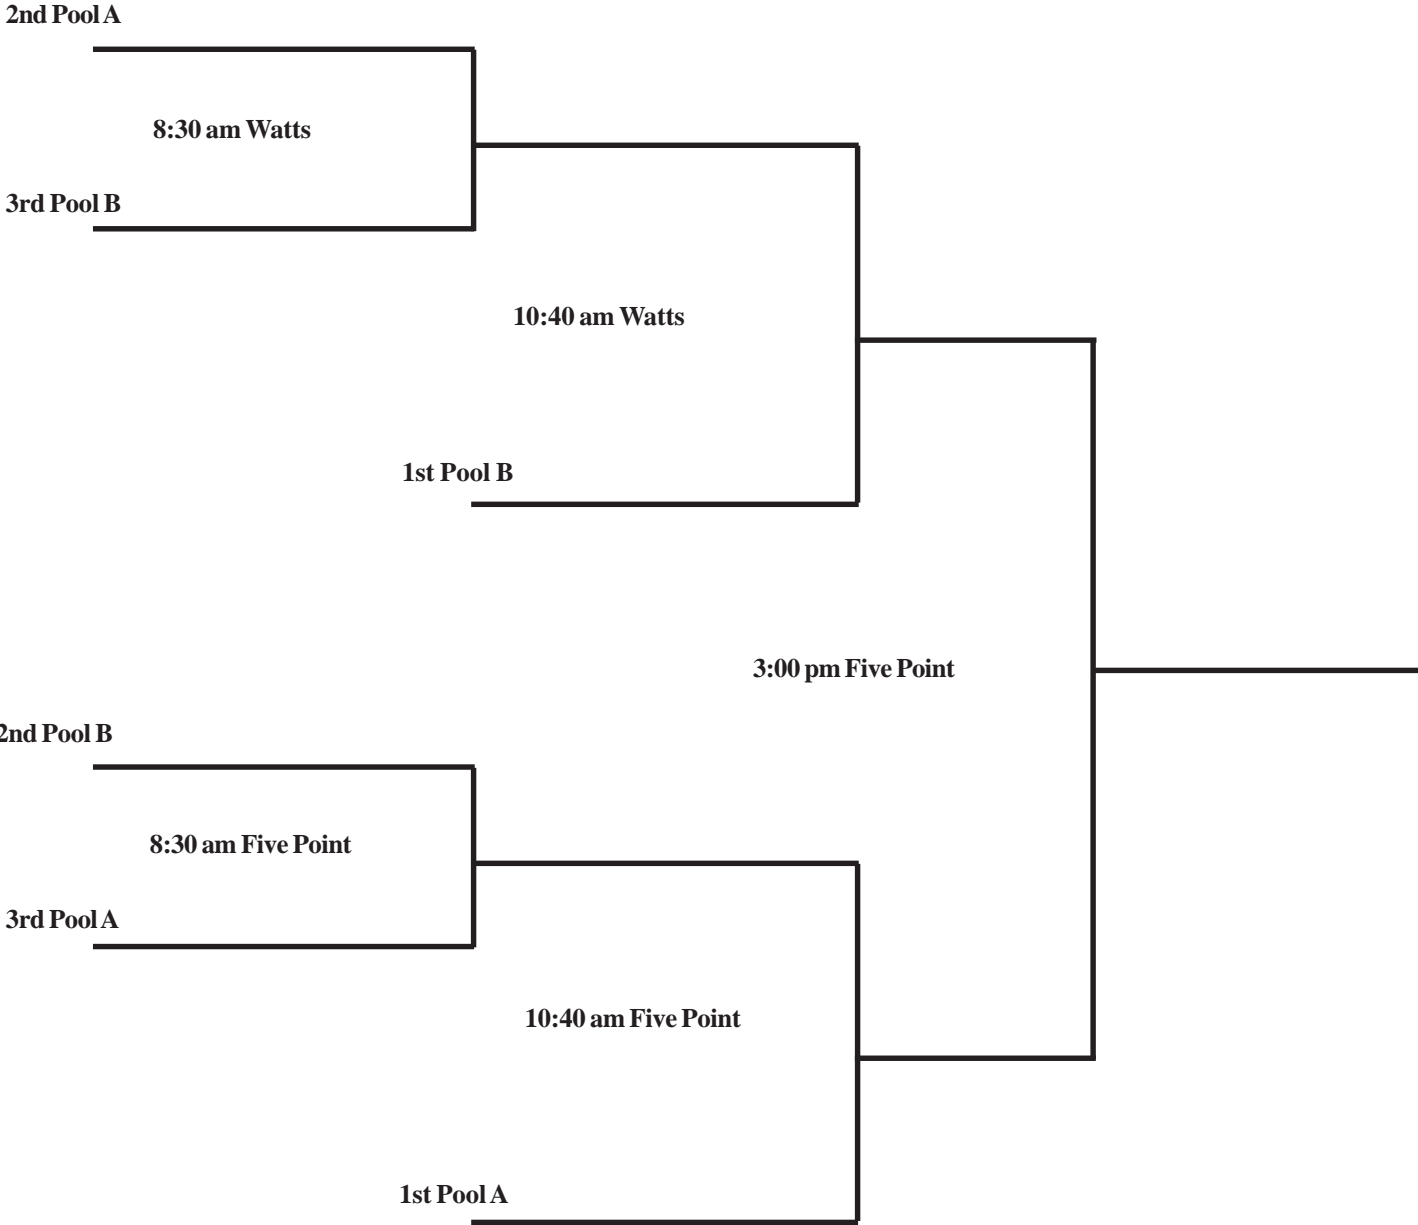 2nd Pool A
8:30 am Watts
3rd Pool B
10:40 am Watts
1st Pool B
3:00 pm Five Point
2nd Pool B
8:30 am Five Point
3rd Pool A
10:40 am Five Point
1st Pool A